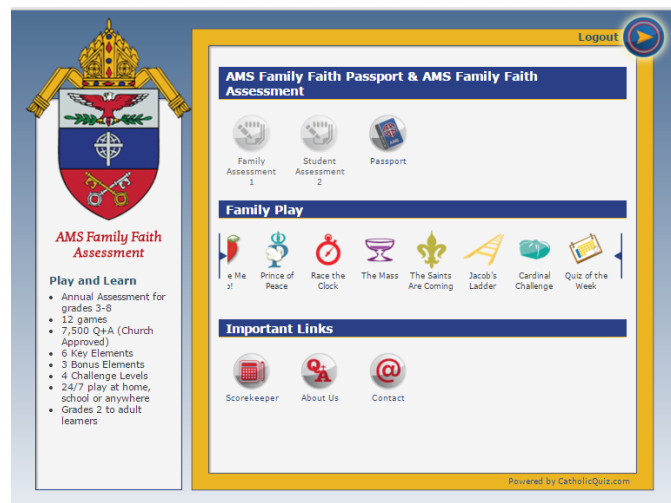 Logout
AMS Family Faith Passport & AMS Family Faith
Assessment
Family
Assessment
1
Student
Assessment
2
Passport
Family Play
e Me
o!
Prince of
Peace
Race the
Clock
The Mass
The Saints
Are Coming
Jacob's
Ladder
Cardinal
Challenge
Quiz of the
Week
Important Links
Q+A
Scorekeeper
About Us
@
Contact
Powered by CatholicQuiz.com
AMS Family Faith
Assessment
Play and Learn
• Annual Assessment for
grades 3-8
• 12 games
• 7,500 Q+A (Church
Approved)
• 6 Key Elements
• 3 Bonus Elements
• 4 Challenge Levels
• 24/7 play at home,
school or anywhere
• Grades 2 to adult
learners